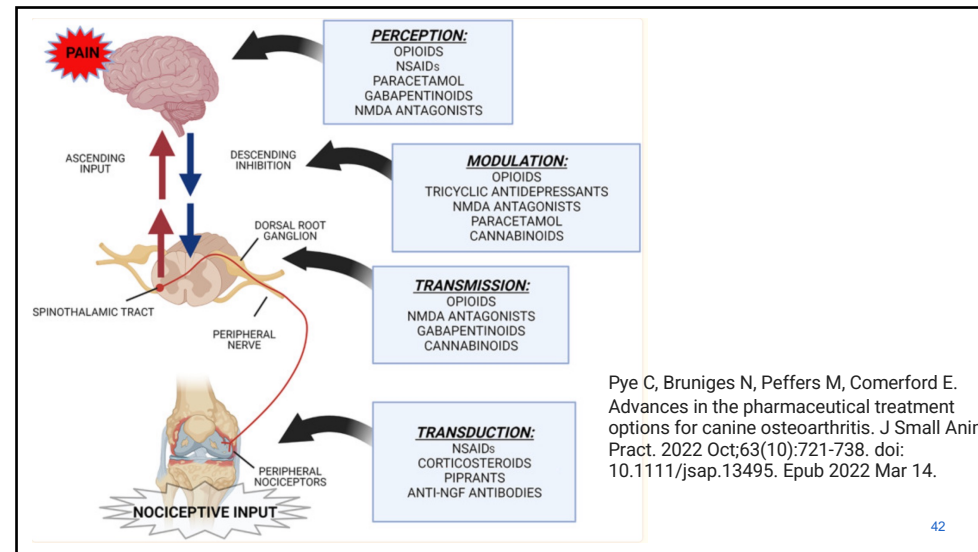 PAIN
PERCEPTION:
OPIOIDS
NSAIDs
PARACETAMOL
GABAPENTINOIDS
NMDA ANTAGONISTS
ASCENDING
INPUT
DESCENDING
INHIBITION
MODULATION:
OPIOIDS
TRICYCLIC ANTIDEPRESSANTS
NMDA ANTAGONISTS
PARACETAMOL
CANNABINOIDS
DORSAL ROOT
GANGLION
SPINOTHALAMIC TRACT
PERIPHERAL
NERVE
TRANSMISSION:
OPIOIDS
NMDA ANTAGONISTS
GABAPENTINOIDS
CANNABINOIDS
TRANSDUCTION:
NSAIDs
CORTICOSTEROIDS
PIPRANTS
ANTI-NGF ANTIBODIES
PERIPHERAL
NOCICEPTORS
NOCICEPTIVE INPUT
Pye C, Bruniges N, Peffers M, Comerford E.
Advances in the pharmaceutical treatment
options for canine osteoarthritis. J Small Anim
Pract. 2022 Oct;63(10):721-738. doi:
10.1111/jsap.13495. Epub 2022 Mar 14.
42